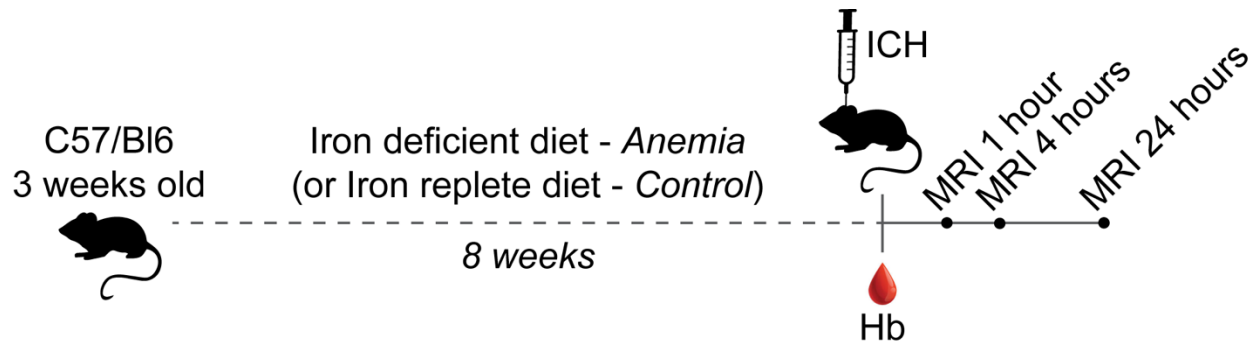 C57/Bl6
3 weeks old
Iron deficient diet - Anemia
(or Iron replete diet - Control)
8 weeks
ICH
Hb
MRI 1 hour
MRI 4 hours
MRI 24 hours